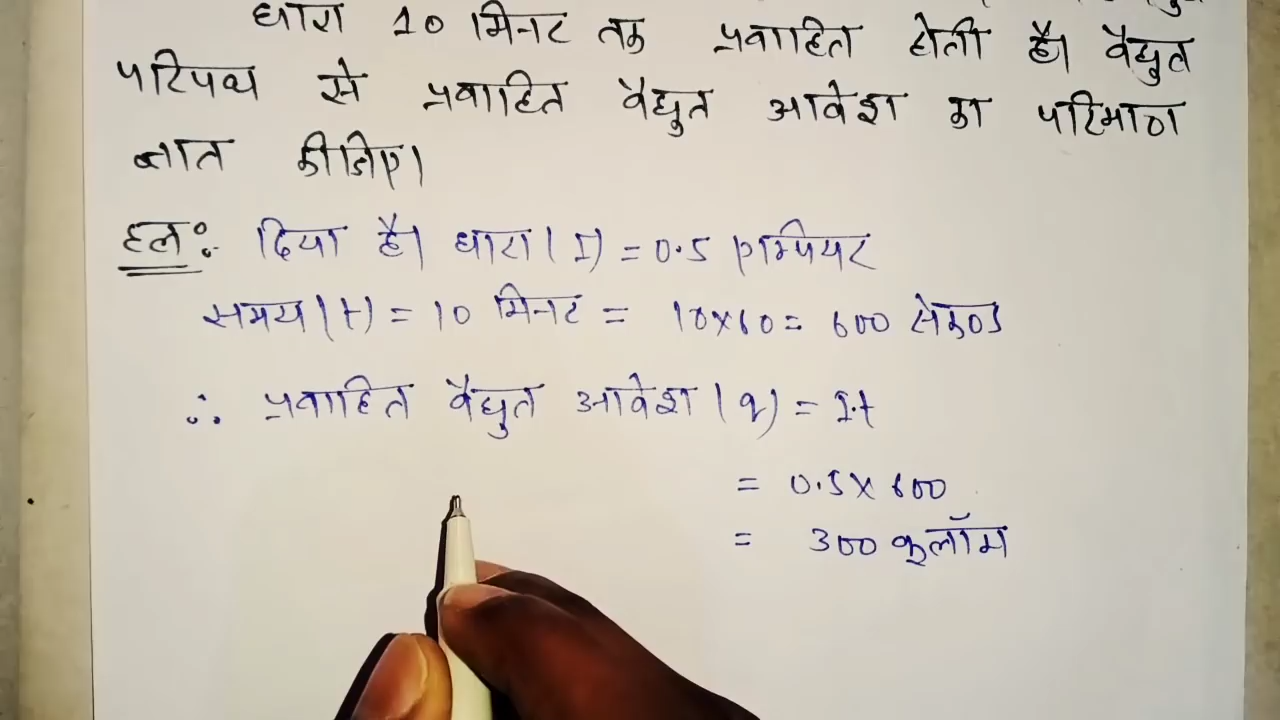 धारा 10 मिनट तक प्रवाहित होती है। वैद्युत
परिपथ से प्रवाहित वैद्युत आवेश का परिमाण
ज्ञात कीजिए।
हलः- दिया है। धारा (I) = 0.5 एम्पियर
समय (t) = 10 मिनट = 10×60 = 600 सेकण्ड
∴ प्रवाहित वैद्युत आवेश (q) = I.t
= 0.5 × 600
= 300 कूलॉम